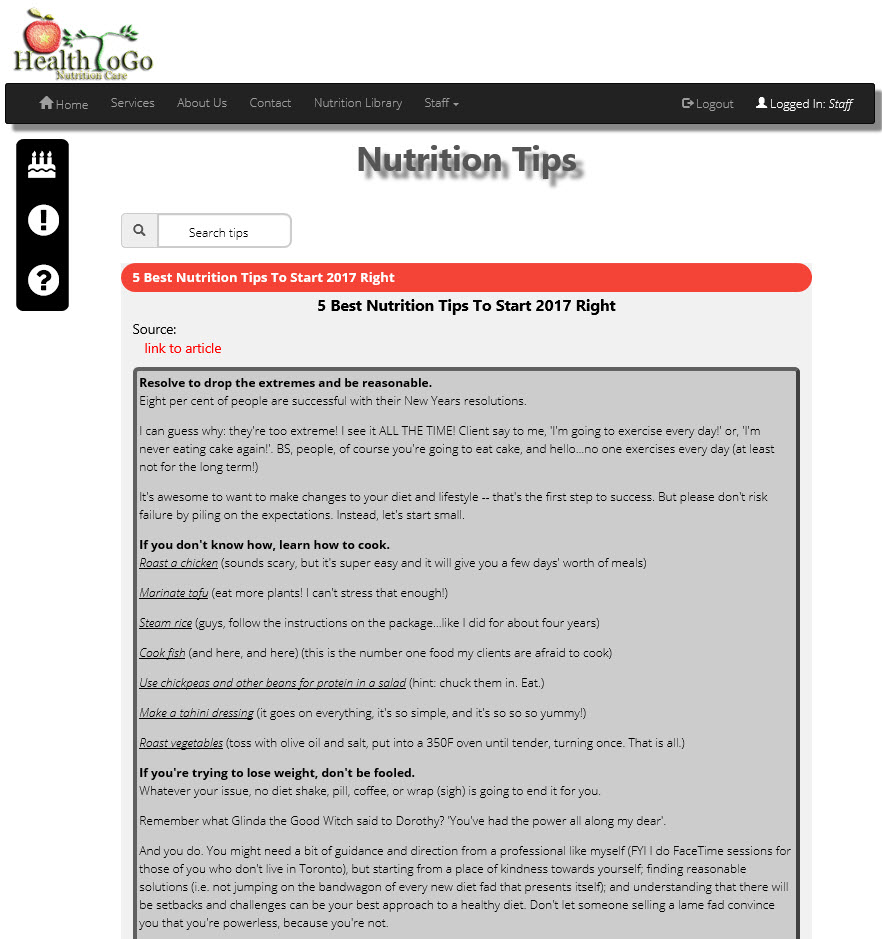 Health ToGo
Nutrition Care
Home Services About Us Contact Nutrition Library Staff Logout Logged In: Staff
Nutrition Tips
Search tips
5 Best Nutrition Tips To Start 2017 Right
5 Best Nutrition Tips To Start 2017 Right
Source:
link to article
Resolve to drop the extremes and be reasonable.
Eight per cent of people are successful with their New Years resolutions.
I can guess why: they're too extreme! I see it ALL THE TIME! Client say to me, 'I'm going to exercise every day!' or, 'I'm
never eating cake again!'. BS, people, of course you're going to eat cake, and hello...no one exercises every day (at least
not for the long term!)
It's awesome to want to make changes to your diet and lifestyle -- that's the first step to success. But please don't risk
failure by piling on the expectations. Instead, let's start small.
If you don't know how, learn how to cook.
Roast a chicken (sounds scary, but it's super easy and it will give you a few days' worth of meals)
Marinate tofu (eat more plants! I can't stress that enough!)
Steam rice (guys, follow the instructions on the package...like I did for about four years)
Cook fish (and here, and here) (this is the number one food my clients are afraid to cook)
Use chickpeas and other beans for protein in a salad (hint: chuck them in. Eat.)
Make a tahini dressing (it goes on everything, it's so simple, and it's so so so yummy!)
Roast vegetables (toss with olive oil and salt, put into a 350F oven until tender, turning once. That is all.)
If you're trying to lose weight, don't be fooled.
Whatever your issue, no diet shake, pill, coffee, or wrap (sigh) is going to end it for you.
Remember what Glinda the Good Witch said to Dorothy? 'You've had the power all along my dear'.
And you do. You might need a bit of guidance and direction from a professional like myself (FYI I do FaceTime sessions for
those of you who don't live in Toronto), but starting from a place of kindness towards yourself; finding reasonable
solutions (i.e. not jumping on the bandwagon of every new diet fad that presents itself); and understanding that there will
be setbacks and challenges can be your best approach to a healthy diet. Don't let someone selling a lame fad convince
you that you're powerless, because you're not.